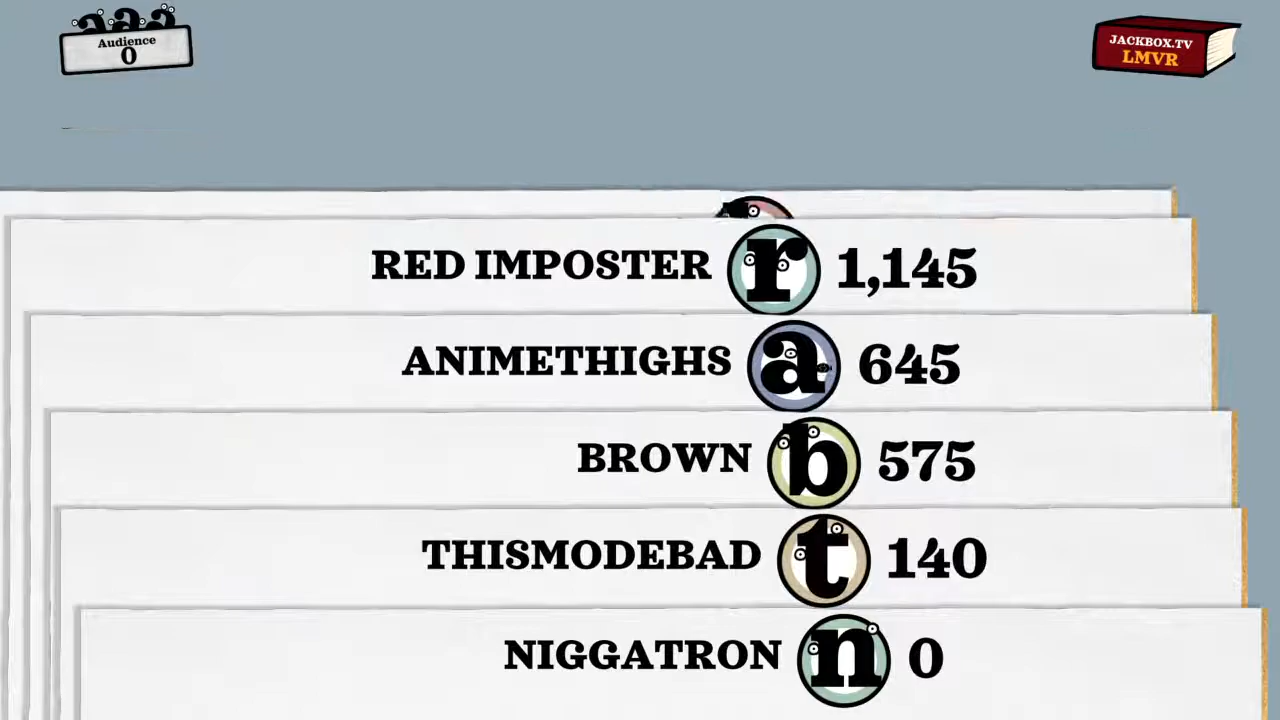 Audience
0
JACKBOX.TV
LMVR
RED IMPOSTER r 1,145
ANIMETHIGHS a 645
BROWN b 575
THISMODEBAD t 140
NIGGATRON n 0